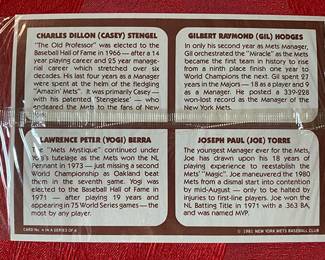 CHARLES DILLON (CASEY) STENGEL
"The Old Professor" was elected to the
Baseball Hall of Fame in 1966 — after a 14
year playing career and 25 year manage-
rial career which stretched over six
decades. His last four years as a Manager
were spent at the helm of the fledgling
"Amazin' Mets". It was primarily Casey —
with his patented 'Stengelese' — who
endeared the Mets to the fans of New
GILBERT RAYMOND (GIL) HODGES
In only his second year as Mets Manager,
Gil orchestrated the "Miracle" as the Mets
became the first team in history to rise
from a ninth place finish one year to
World Champions the next. Gil spent 27
years in the Majors — 18 as a player and 9
as a Manager. He posted a 339-228
won-lost record as the Manager of the
New York Mets.
LAWRENCE PETER (YOGI) BERRA
The "Mets Mystique" continued under
Yogi's tutelage as the Mets won the NL
Pennant in 1973 — just missing a second
World Championship as Oakland beat
them in the seventh game. Yogi was
elected to the Baseball Hall of Fame in
1971 — after playing 19 years and
appearing in 75 World Series games — the
most by any player.
JOSEPH PAUL (JOE) TORRE
The youngest Manager ever for the Mets,
Joe has drawn upon his 18 years of
playing experience to reestablish the
Mets' "Magic". Joe maneuvered the 1980
Mets from a dismal start into contention
by mid-August — only to be halted by
injuries to first-line players. Joe won the
NL Batting Title in 1971 with a .363 BA,
and was named MVP.
CARD No. 4 IN A SERIES OF
© 1981 NEW YORK METS BASEBALL CLUB